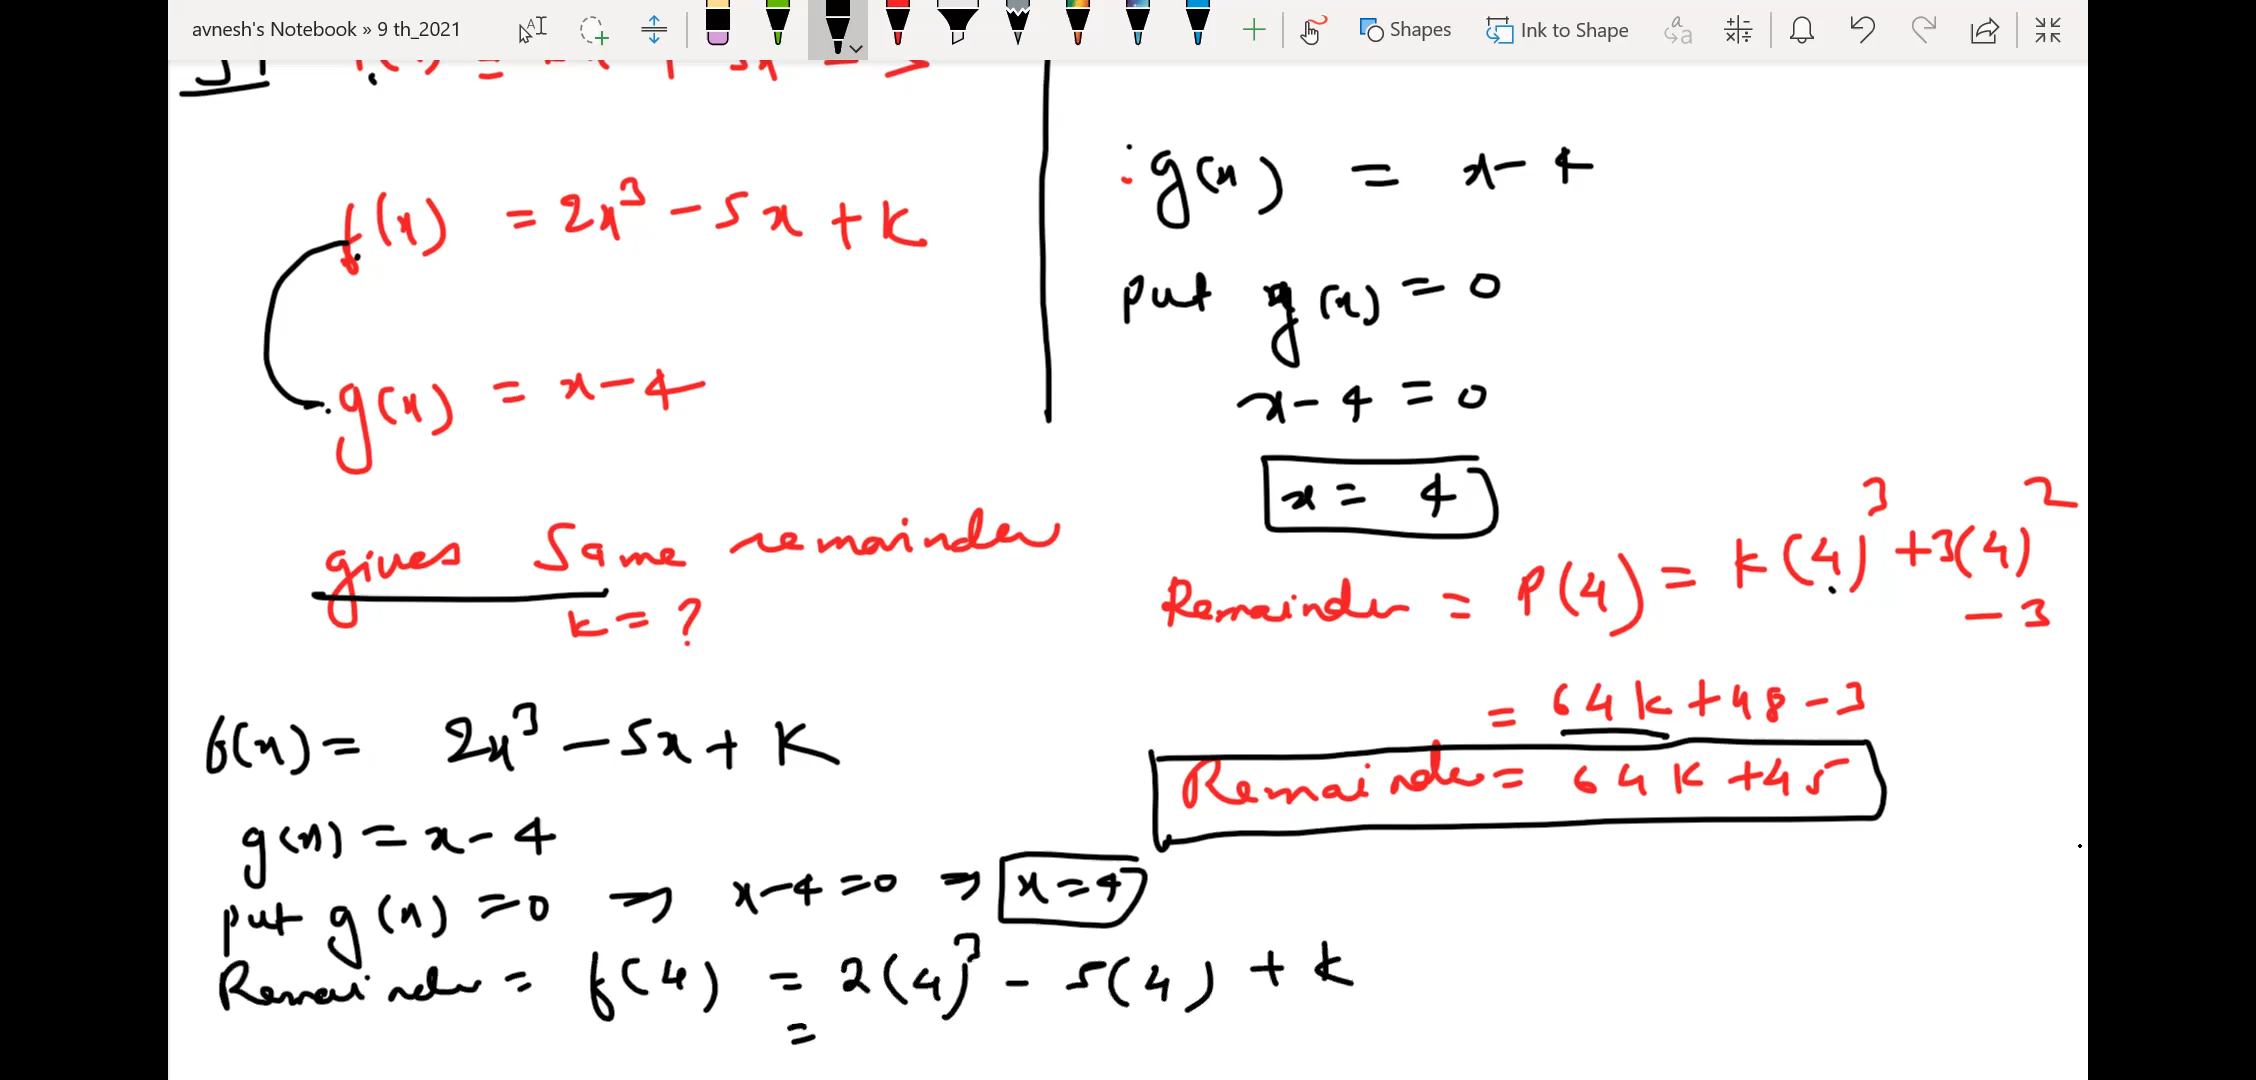 avnesh's Notebook » 9 th_2021
Shapes
Ink to Shape
f(x) = 2x³ - 5x + k
g(x) = x - 4
gives Same remainder
k = ?
g(x) = x - 4
put g(x) = 0
x - 4 = 0
x = 4
Remainder = P(4) = k(4)³ + 3(4)²
- 3
= 64k + 48 - 3
Remainder = 64k + 45
f(x) = 2x³ - 5x + k
g(x) = x - 4
put g(x) = 0 ⇒ x - 4 = 0 ⇒ x = 4
Remainder = f(4) = 2(4)³ - 5(4) + k
=